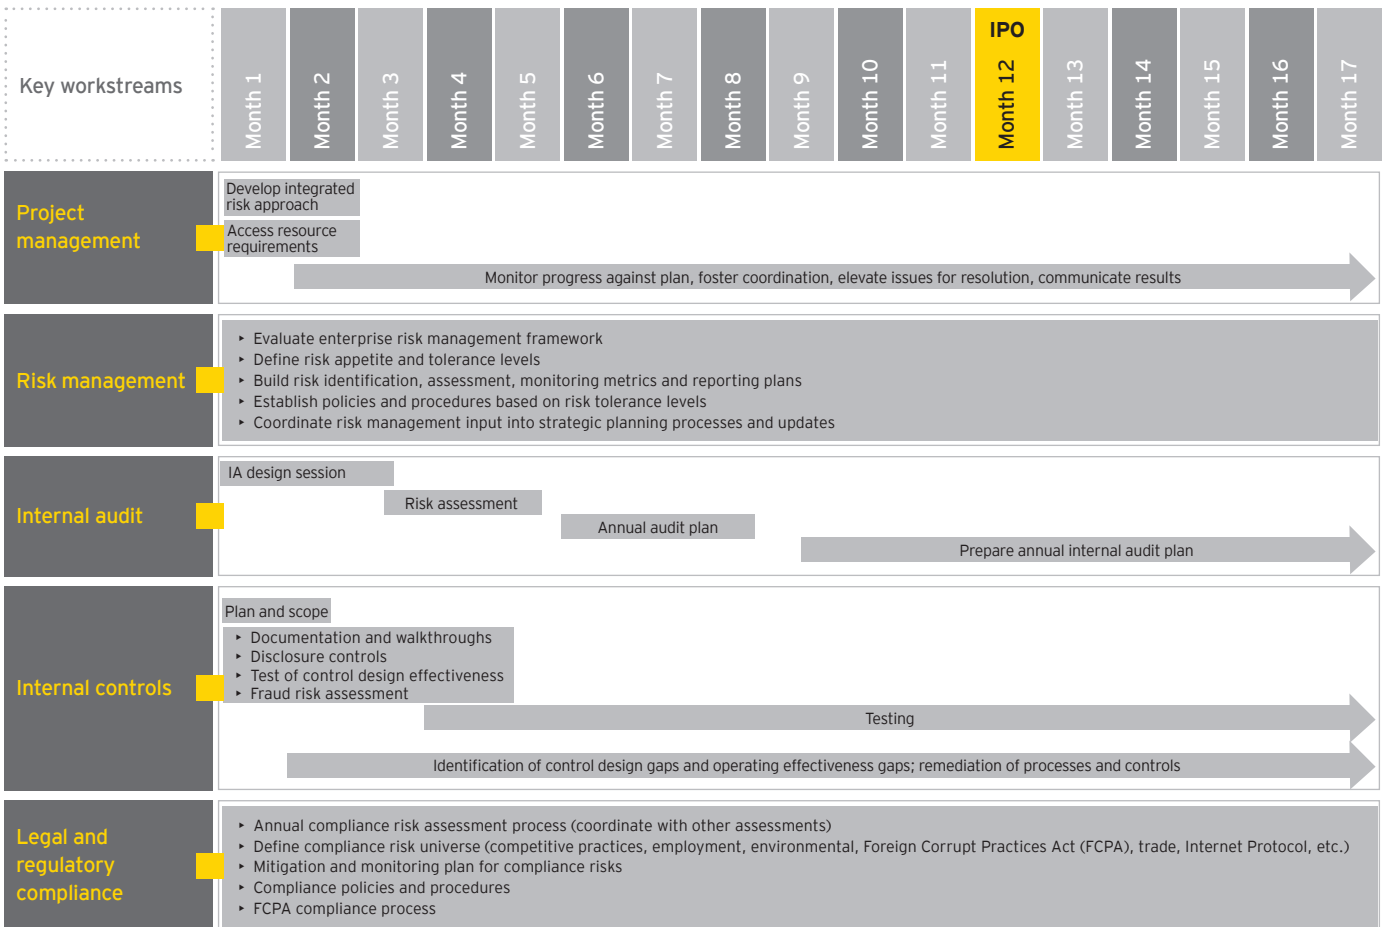 Key workstreams
Month 1
Month 2
Month 3
Month 4
Month 5
Month 6
Month 7
Month 8
Month 9
Month 10
Month 11
IPO
Month 12
Month 13
Month 14
Month 15
Month 16
Month 17
Project
management
Develop integrated
risk approach
Access resource
requirements
Monitor progress against plan, foster coordination, elevate issues for resolution, communicate results
Risk management
‣ Evaluate enterprise risk management framework
‣ Define risk appetite and tolerance levels
‣ Build risk identification, assessment, monitoring metrics and reporting plans
‣ Establish policies and procedures based on risk tolerance levels
‣ Coordinate risk management input into strategic planning processes and updates
Internal audit
IA design session
Risk assessment
Annual audit plan
Prepare annual internal audit plan
Internal controls
Plan and scope
‣ Documentation and walkthroughs
‣ Disclosure controls
‣ Test of control design effectiveness
‣ Fraud risk assessment
Testing
Identification of control design gaps and operating effectiveness gaps; remediation of processes and controls
Legal and
regulatory
compliance
‣ Annual compliance risk assessment process (coordinate with other assessments)
‣ Define compliance risk universe (competitive practices, employment, environmental, Foreign Corrupt Practices Act (FCPA), trade, Internet Protocol, etc.)
‣ Mitigation and monitoring plan for compliance risks
‣ Compliance policies and procedures
‣ FCPA compliance process